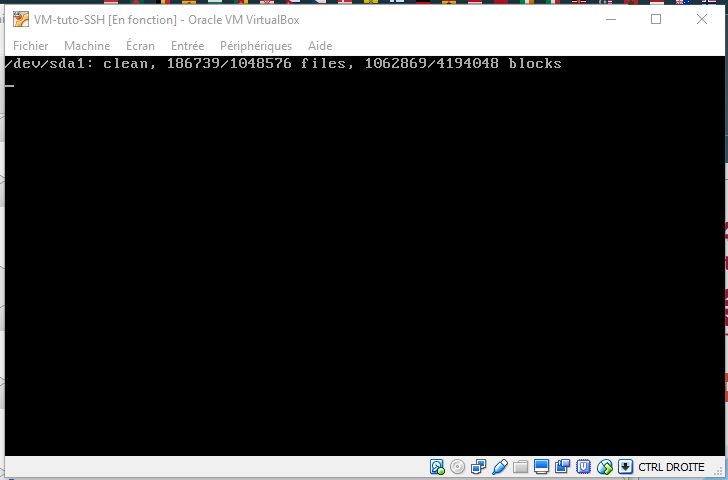 VM-tuto-SSH [En fonction] - Oracle VM VirtualBox
Fichier Machine Écran Entrée Périphériques Aide
/dev/sda1: clean, 186739/1048576 files, 1062869/4194048 blocks
CTRL DROITE